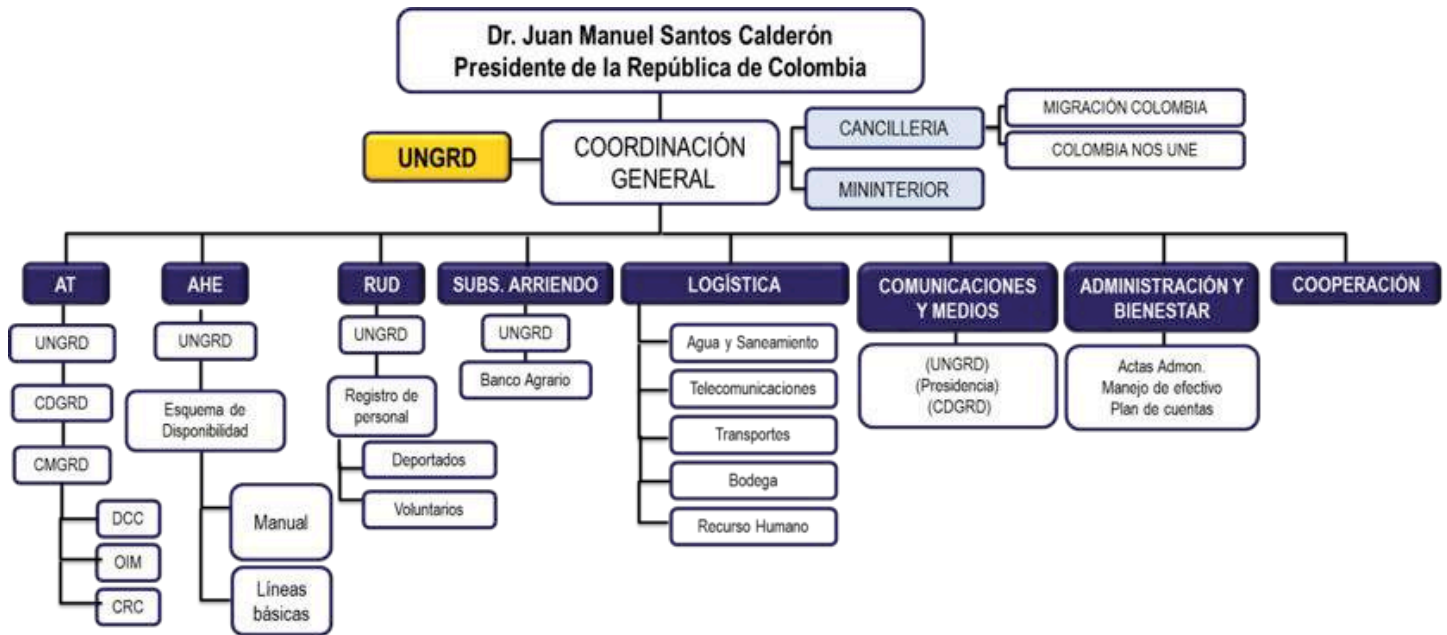 Dr. Juan Manuel Santos Calderón
Presidente de la República de Colombia
UNGRD
COORDINACIÓN
GENERAL
CANCILLERIA
MININTERIOR
MIGRACIÓN COLOMBIA
COLOMBIA NOS UNE
AT
UNGRD
CDGRD
CMGRD
DCC
OIM
CRC
AHE
UNGRD
Esquema de
Disponibilidad
Manual
Líneas
básicas
RUD
UNGRD
Registro de
personal
Deportados
Voluntarios
SUBS. ARRIENDO
UNGRD
Banco Agrario
LOGÍSTICA
Agua y Saneamiento
Telecomunicaciones
Transportes
Bodega
Recurso Humano
COMUNICACIONES
Y MEDIOS
(UNGRD)
(Presidencia)
(CDGRD)
ADMINISTRACIÓN Y
BIENESTAR
Actas Admon.
Manejo de efectivo
Plan de cuentas
COOPERACIÓN